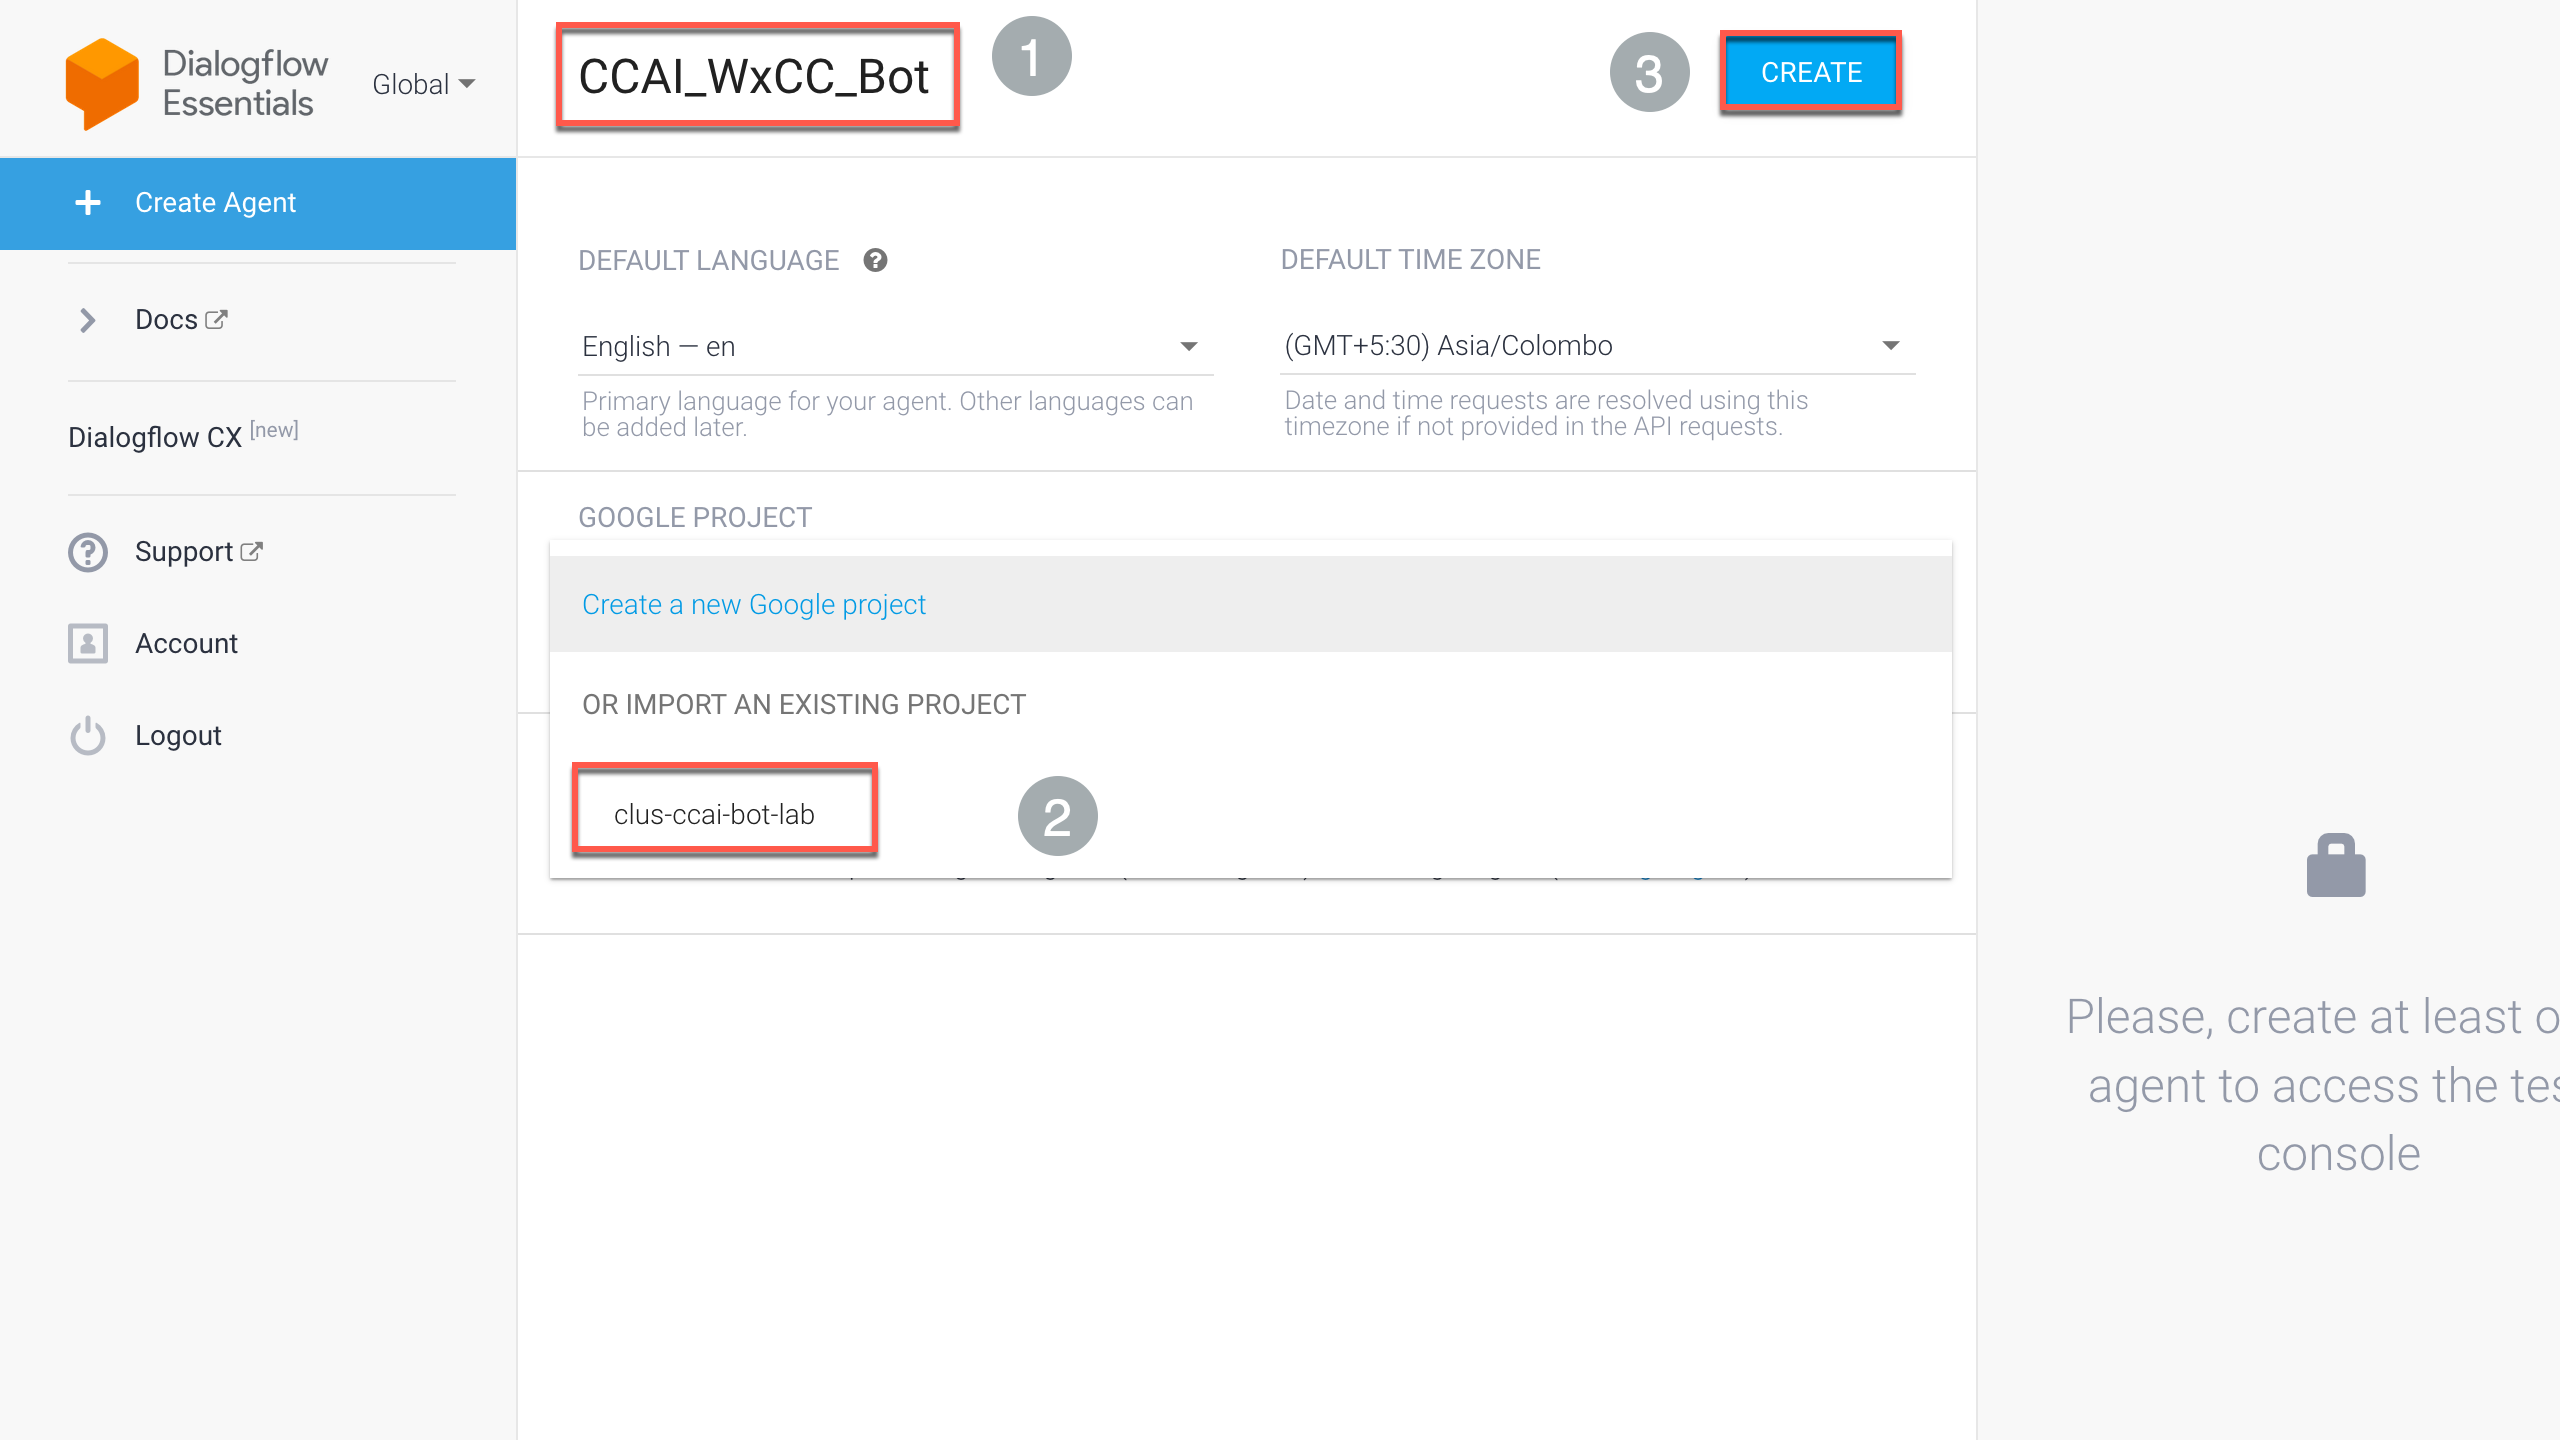 Dialogflow
Essentials
Global
Create Agent
Docs
Dialogflow CX [new]
Support
Account
Logout
CCAI_WxCC_Bot
1
3
CREATE
DEFAULT LANGUAGE
DEFAULT TIME ZONE
English — en
(GMT+5:30) Asia/Colombo
Primary language for your agent. Other languages can
be added later.
Date and time requests are resolved using this
timezone if not provided in the API requests.
GOOGLE PROJECT
Create a new Google project
OR IMPORT AN EXISTING PROJECT
clus-ccai-bot-lab
2
Please, create at least o
agent to access the tes
console